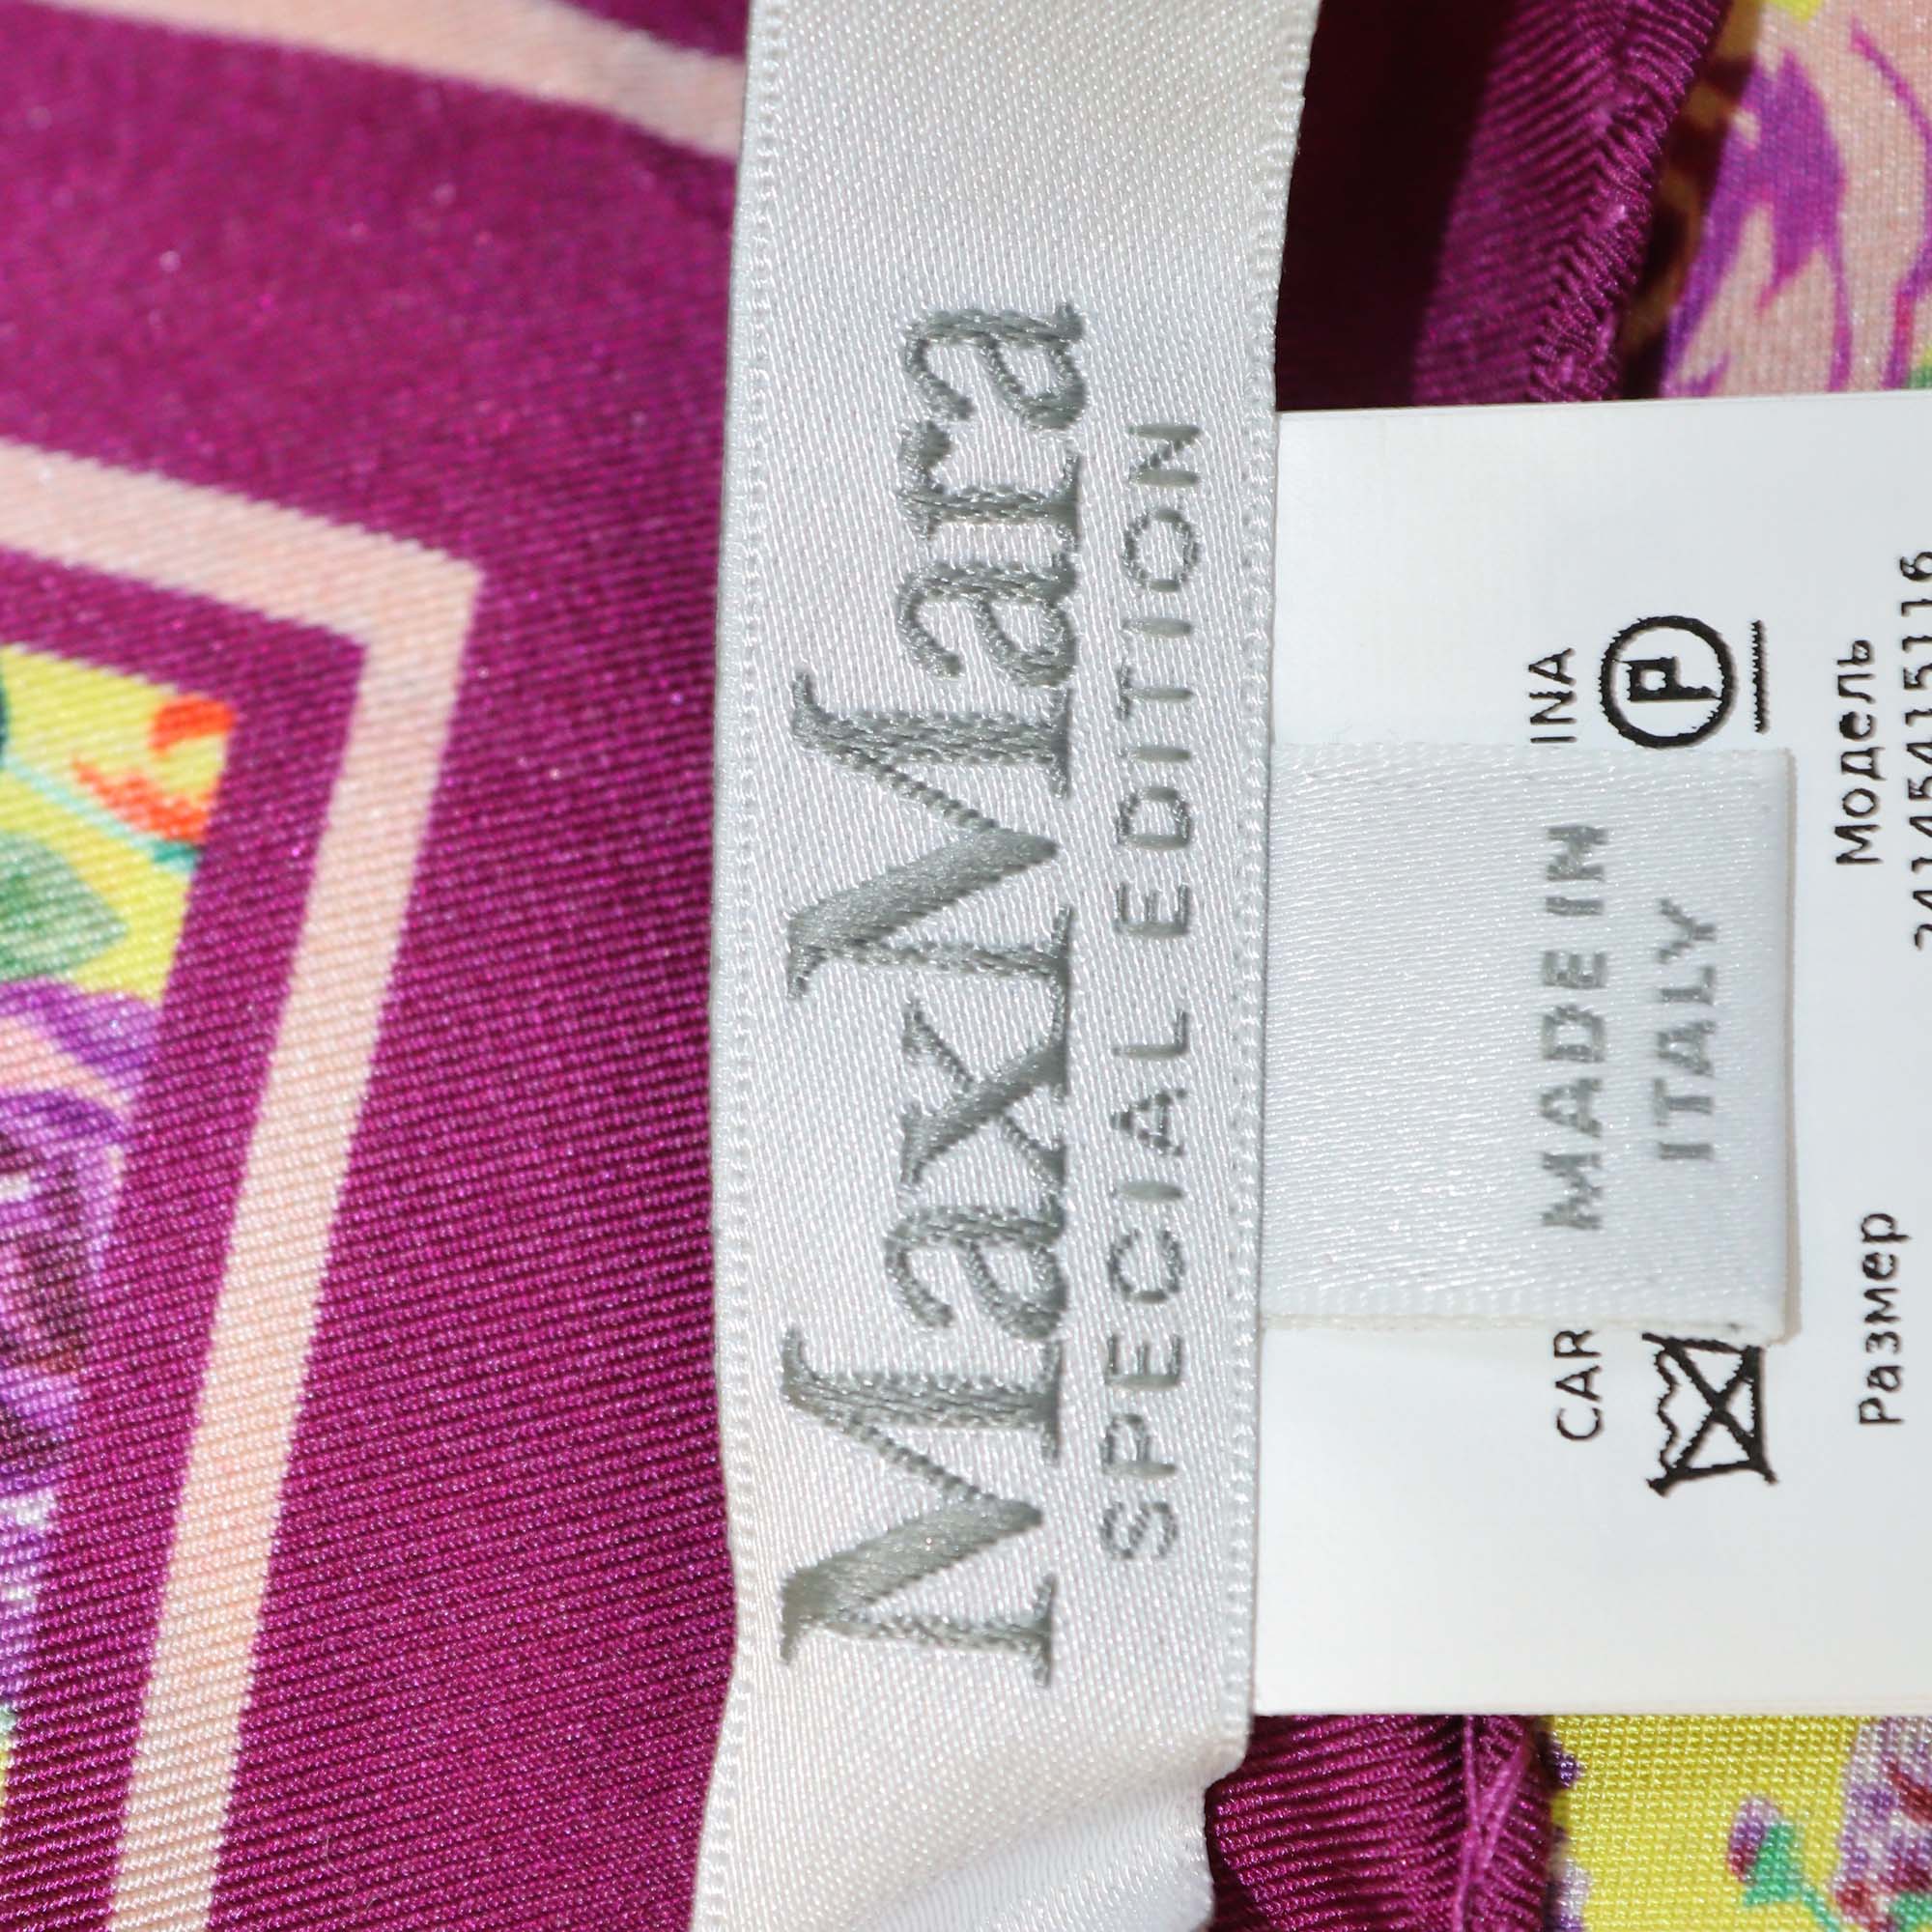 MaxMara
SPECIAL EDITION
MADE IN
ITALY
CAR
INA
P
Размер
Модель